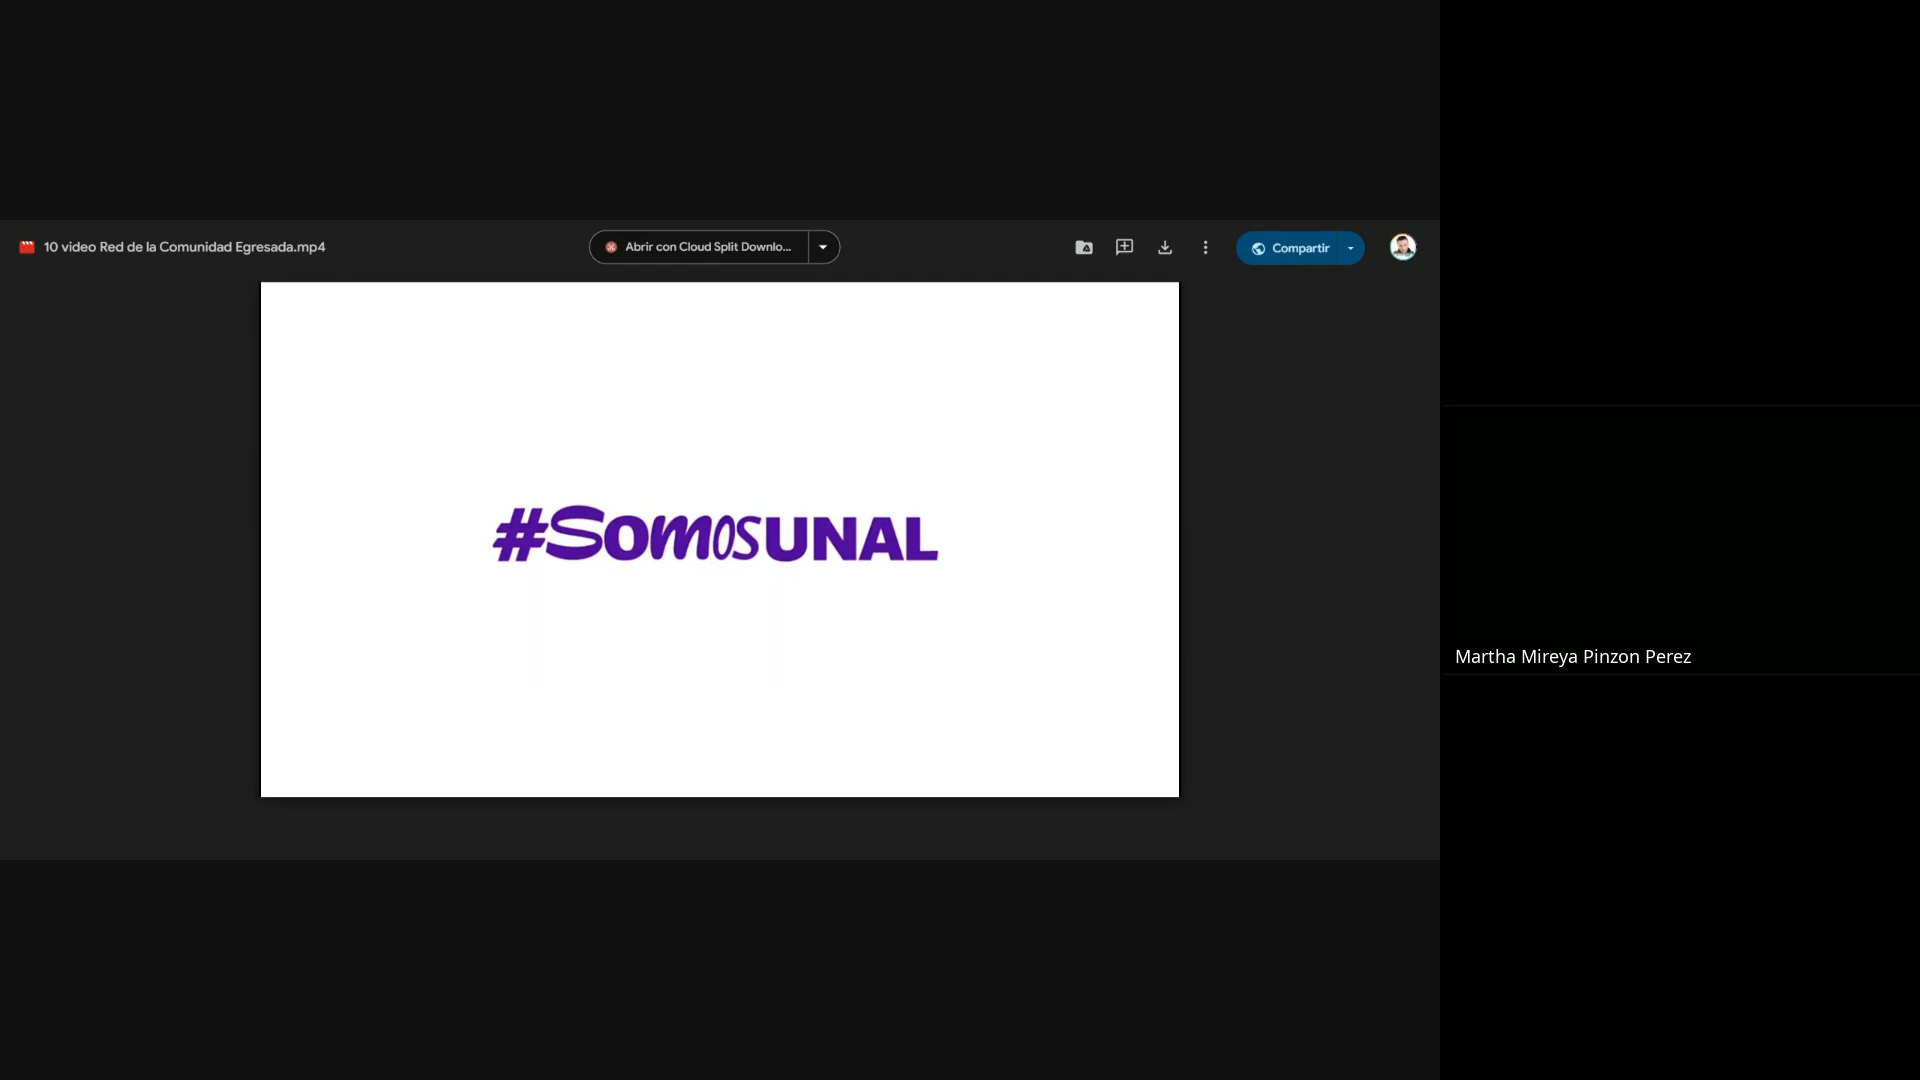 10 video Red de la Comunidad Egresada.mp4
Abrir con Cloud Split Downlo...
Compartir
#SomosUNAL
Martha Mireya Pinzon Perez